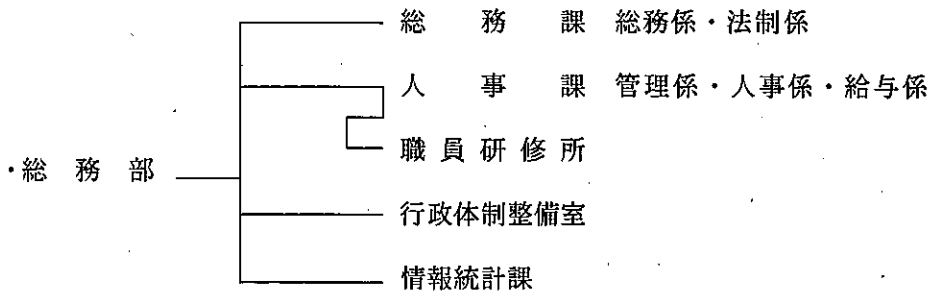 総務課 総務係・法制係
人事課 管理係・人事係・給与係
職員研修所
・総務部
行政体制整備室
情報統計課